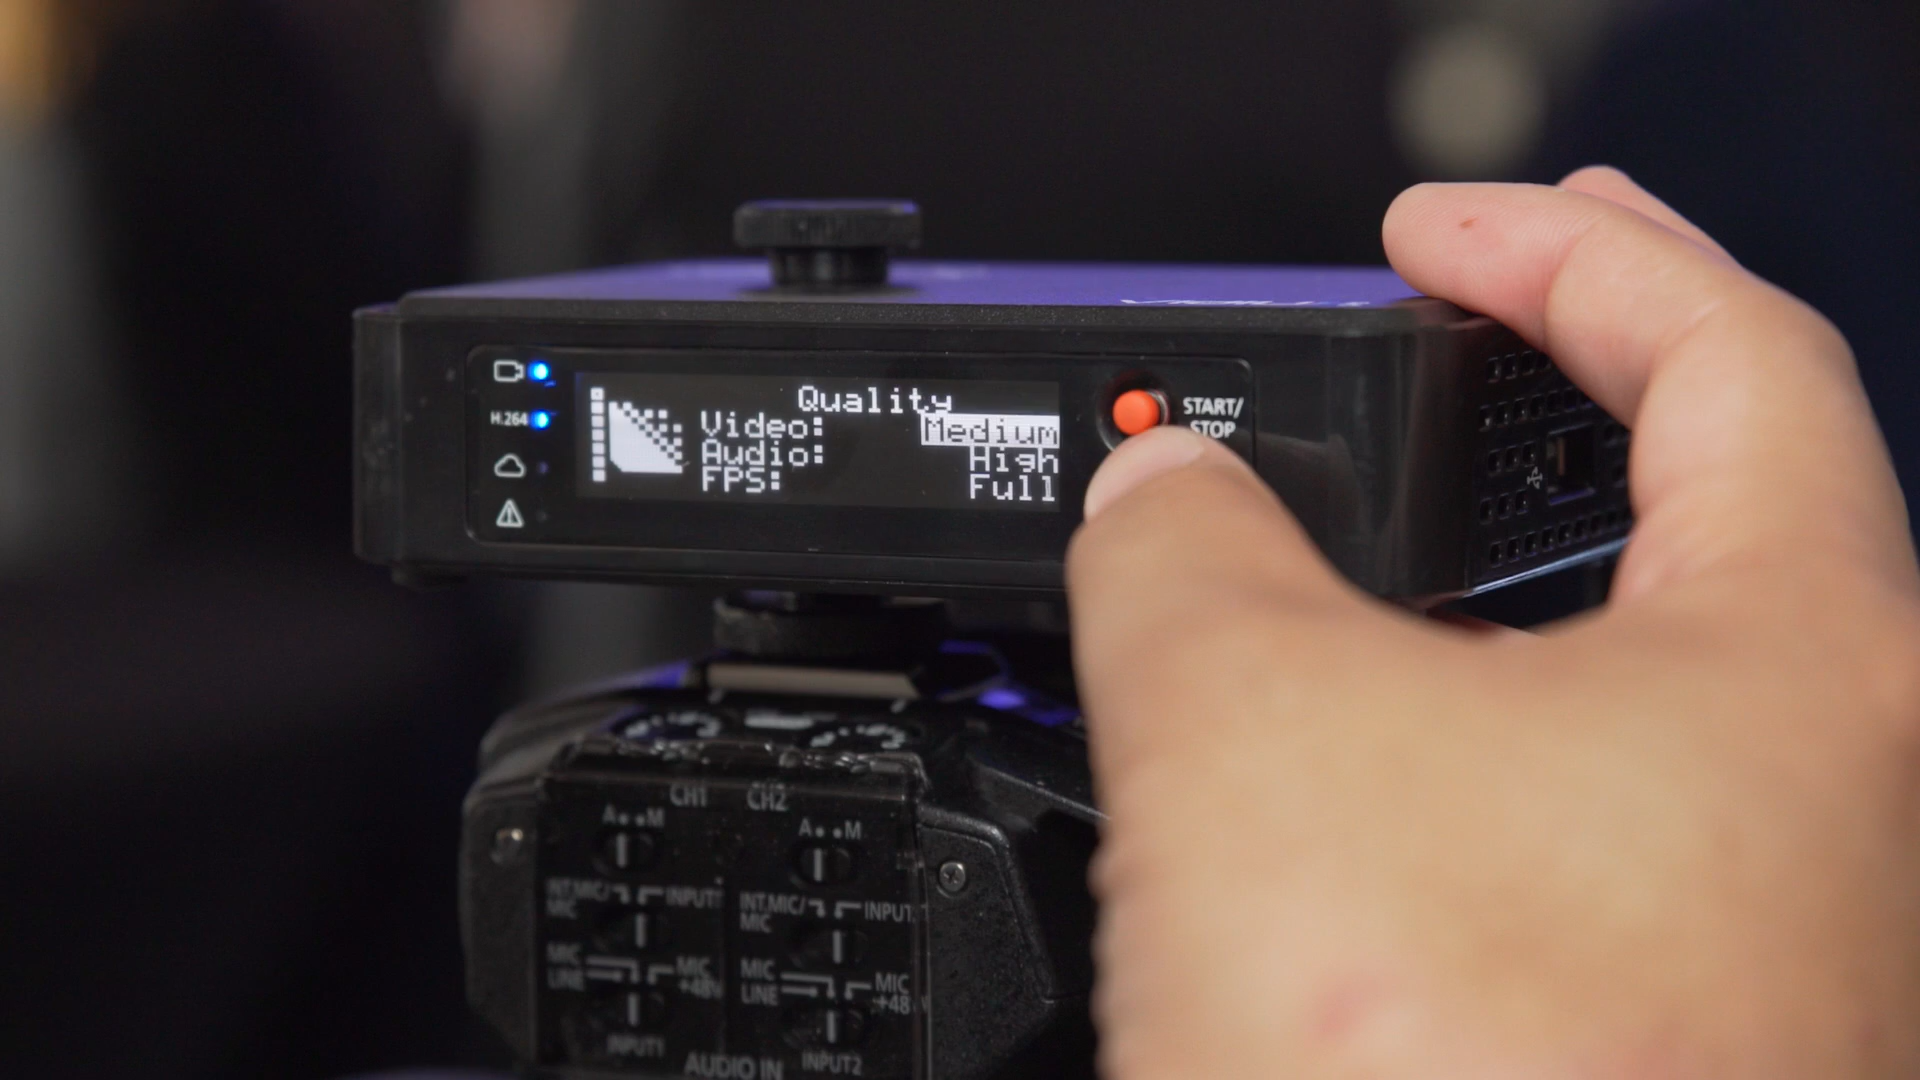 Quality
Video: Medium
Audio: High
FPS: Full
H.264
START/
STOP
CH1 CH2
A M A M
INT.MIC/ INPUT1
MIC
INT.MIC/ INPUT
MIC
MIC
LINE
MIC
+48V
MIC
LINE
MIC
+48
INPUT1
AUDIO IN
INPUT2